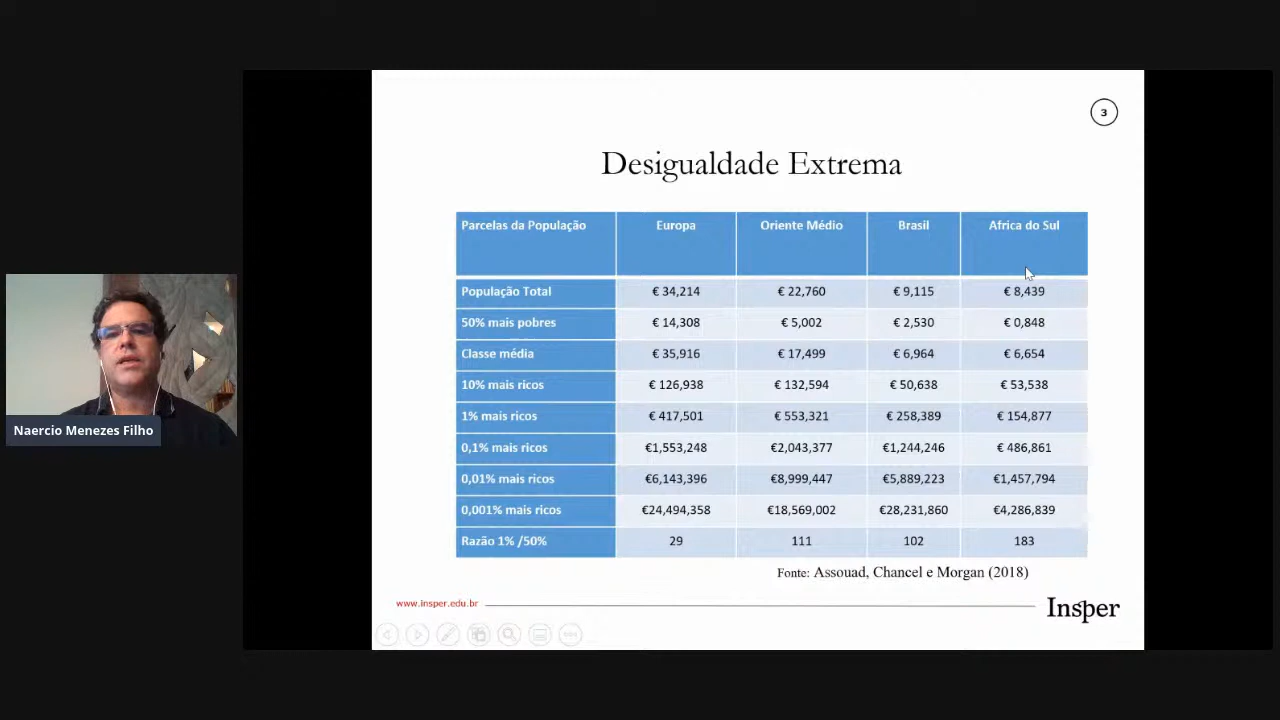 3
Desigualdade Extrema
Parcelas da População Europa Oriente Médio Brasil Africa do Sul
População Total € 34,214 € 22,760 € 9,115 € 8,439
50% mais pobres € 14,308 € 5,002 € 2,530 € 0,848
Classe média € 35,916 € 17,499 € 6,964 € 6,654
10% mais ricos € 126,938 € 132,594 € 50,638 € 53,538
1% mais ricos € 417,501 € 553,321 € 258,389 € 154,877
0,1% mais ricos €1,553,248 €2,043,377 €1,244,246 € 486,861
0,01% mais ricos €6,143,396 €8,999,447 €5,889,223 €1,457,794
0,001% mais ricos €24,494,358 €18,569,002 €28,231,860 €4,286,839
Razão 1% /50% 29 111 102 183
Fonte: Assouad, Chancel e Morgan (2018)
www.insper.edu.br
Insper
Naercio Menezes Filho